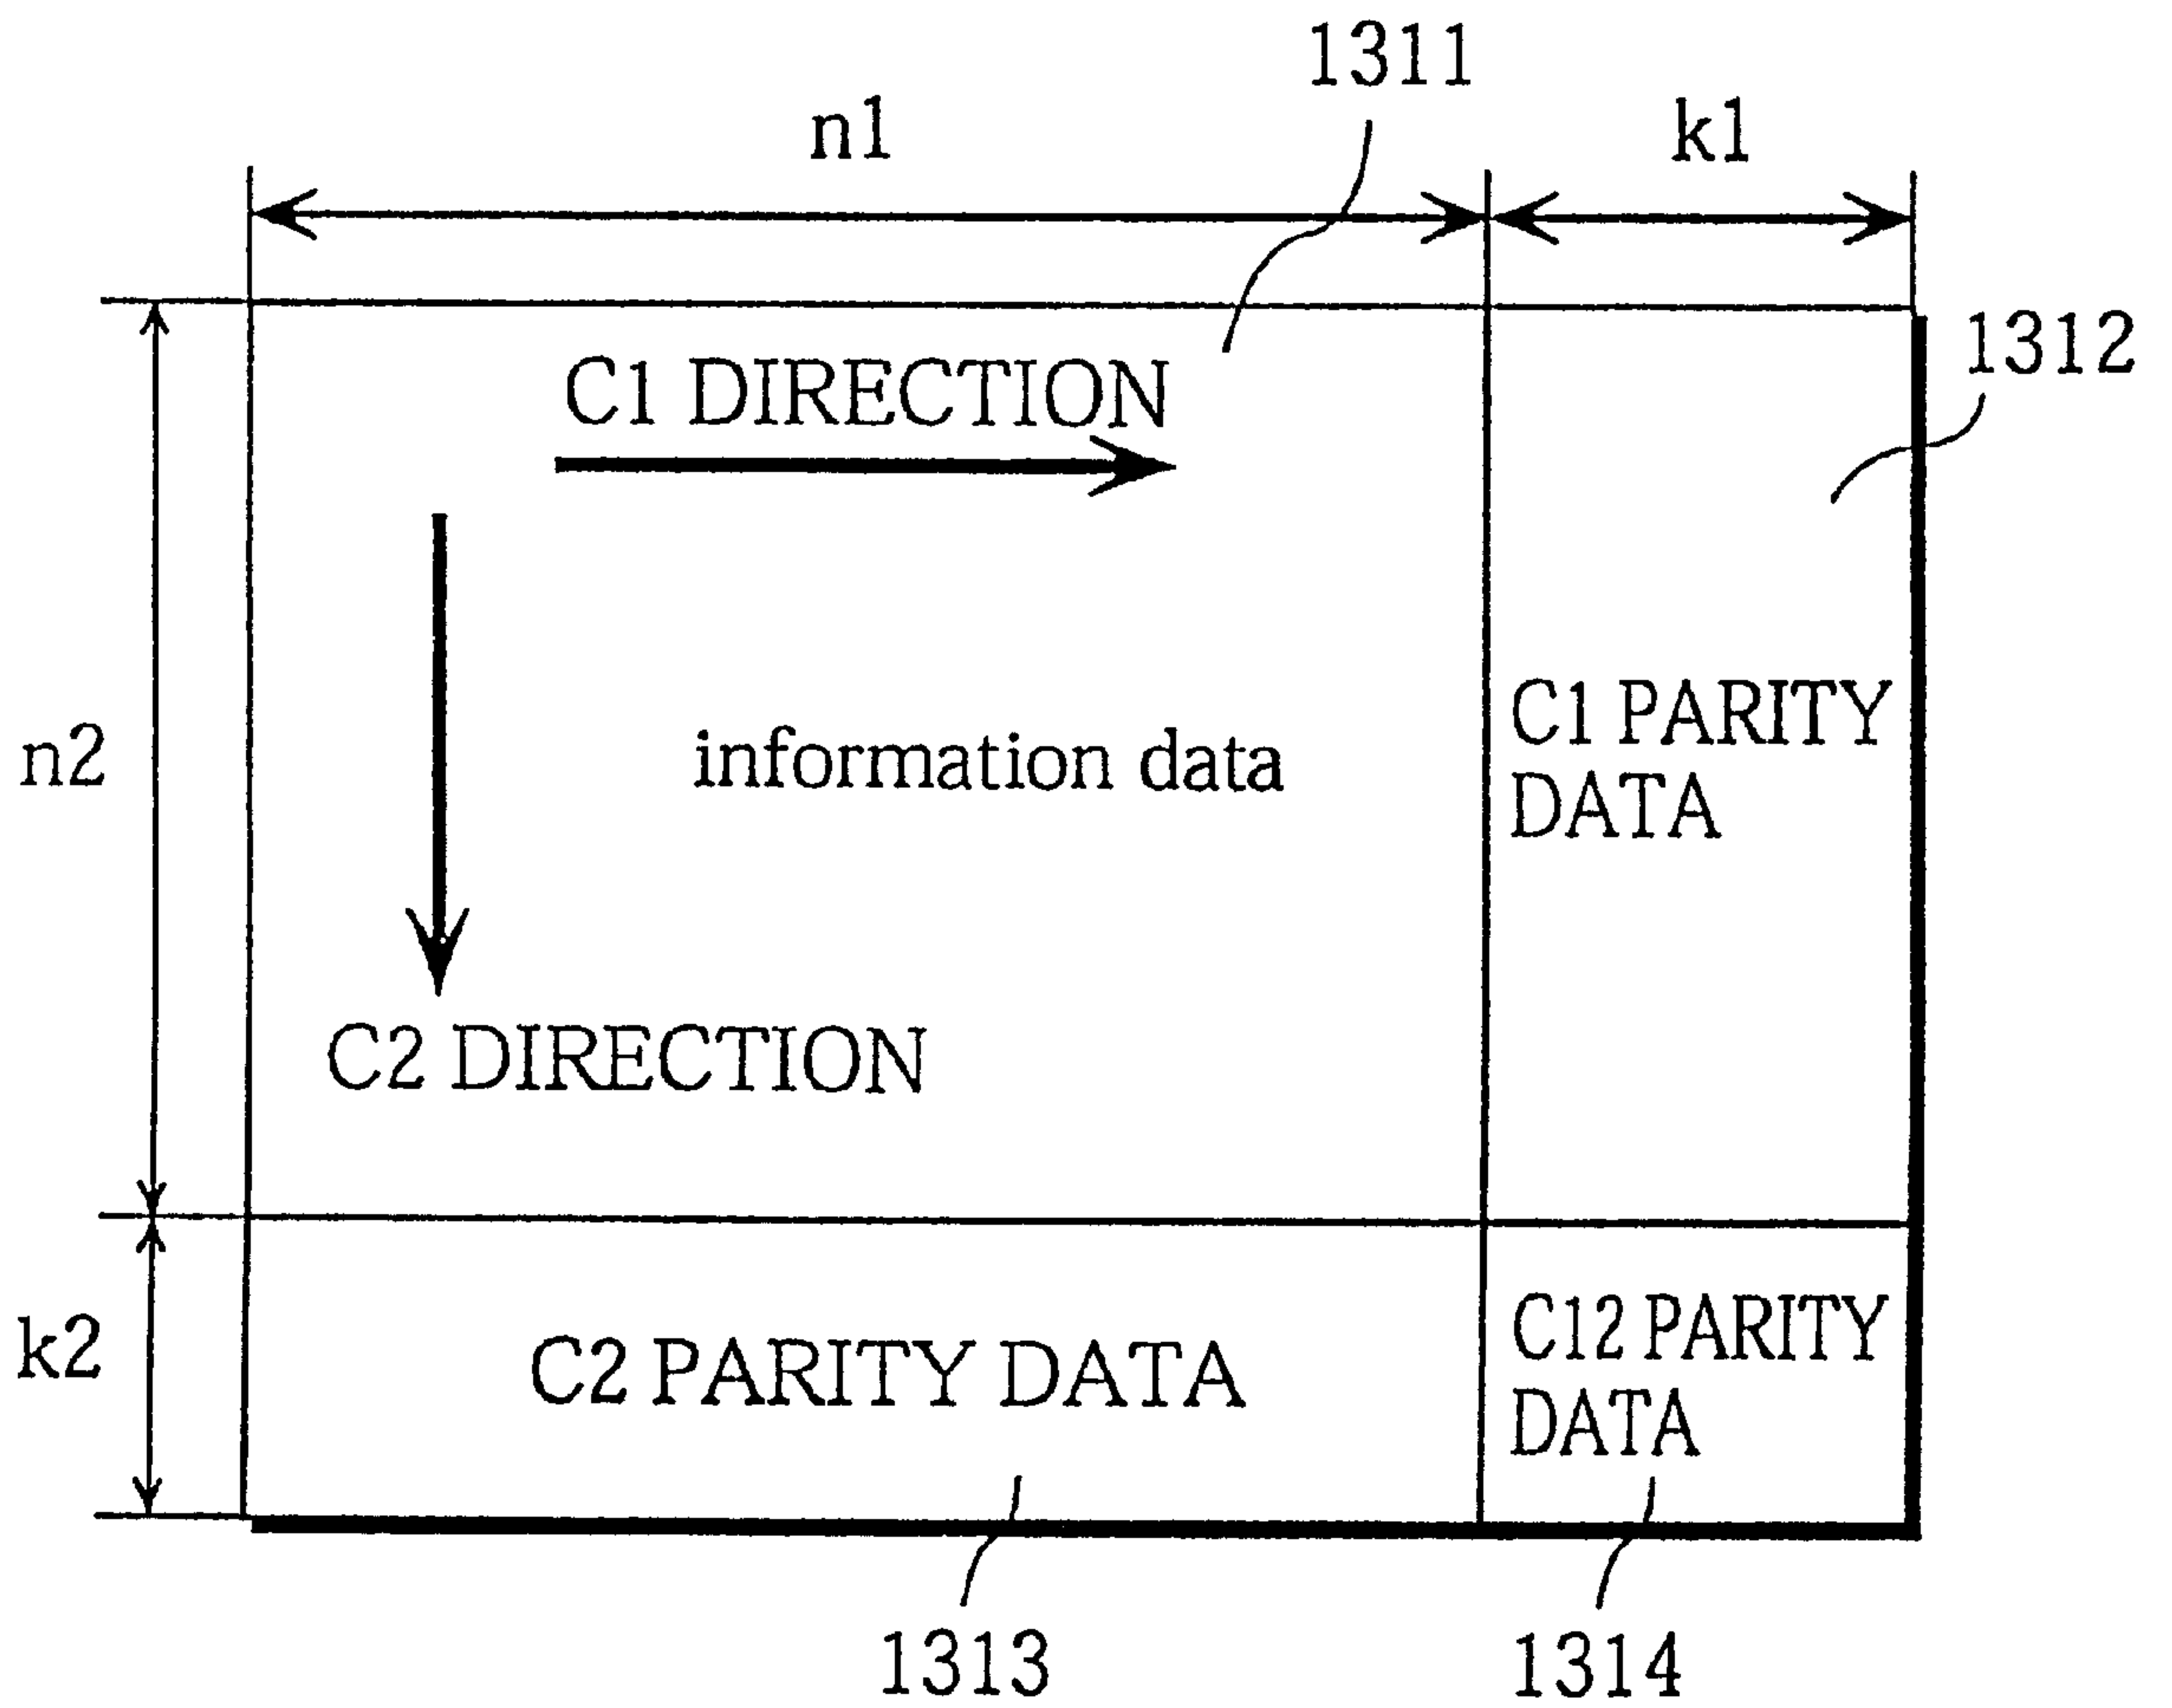 1311
n1
k1
1312
C1 DIRECTION
n2
information data
C1 PARITY
DATA
C2 DIRECTION
k2
C2 PARITY DATA
C12 PARITY
DATA
1313
1314